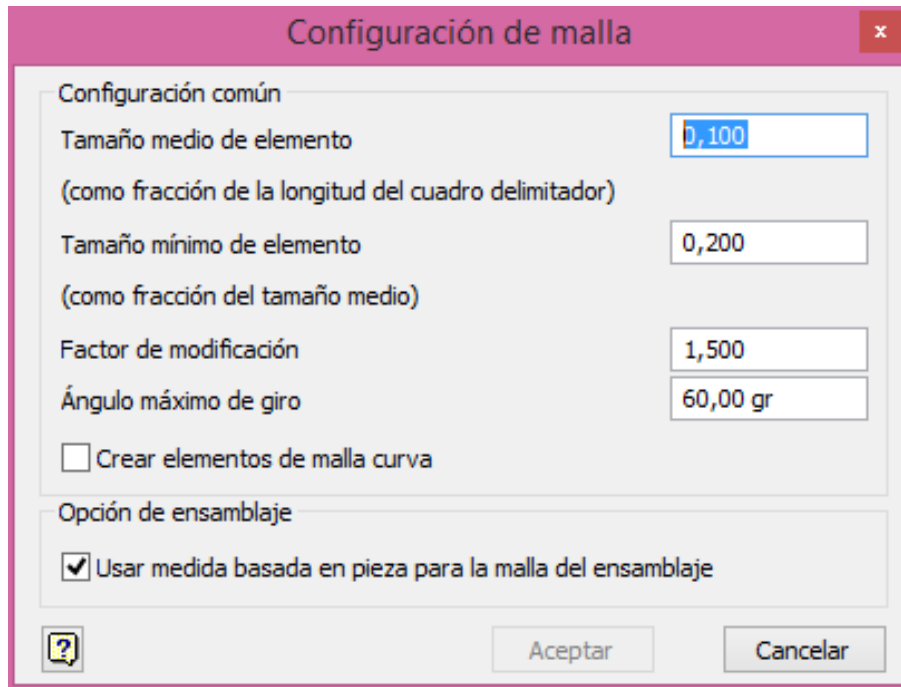 Configuración de malla
x
Configuración común
Tamaño medio de elemento 0,100
(como fracción de la longitud del cuadro delimitador)
Tamaño mínimo de elemento 0,200
(como fracción del tamaño medio)
Factor de modificación 1,500
Ángulo máximo de giro 60,00 gr
Crear elementos de malla curva
Opción de ensamblaje
Usar medida basada en pieza para la malla del ensamblaje
? Aceptar Cancelar